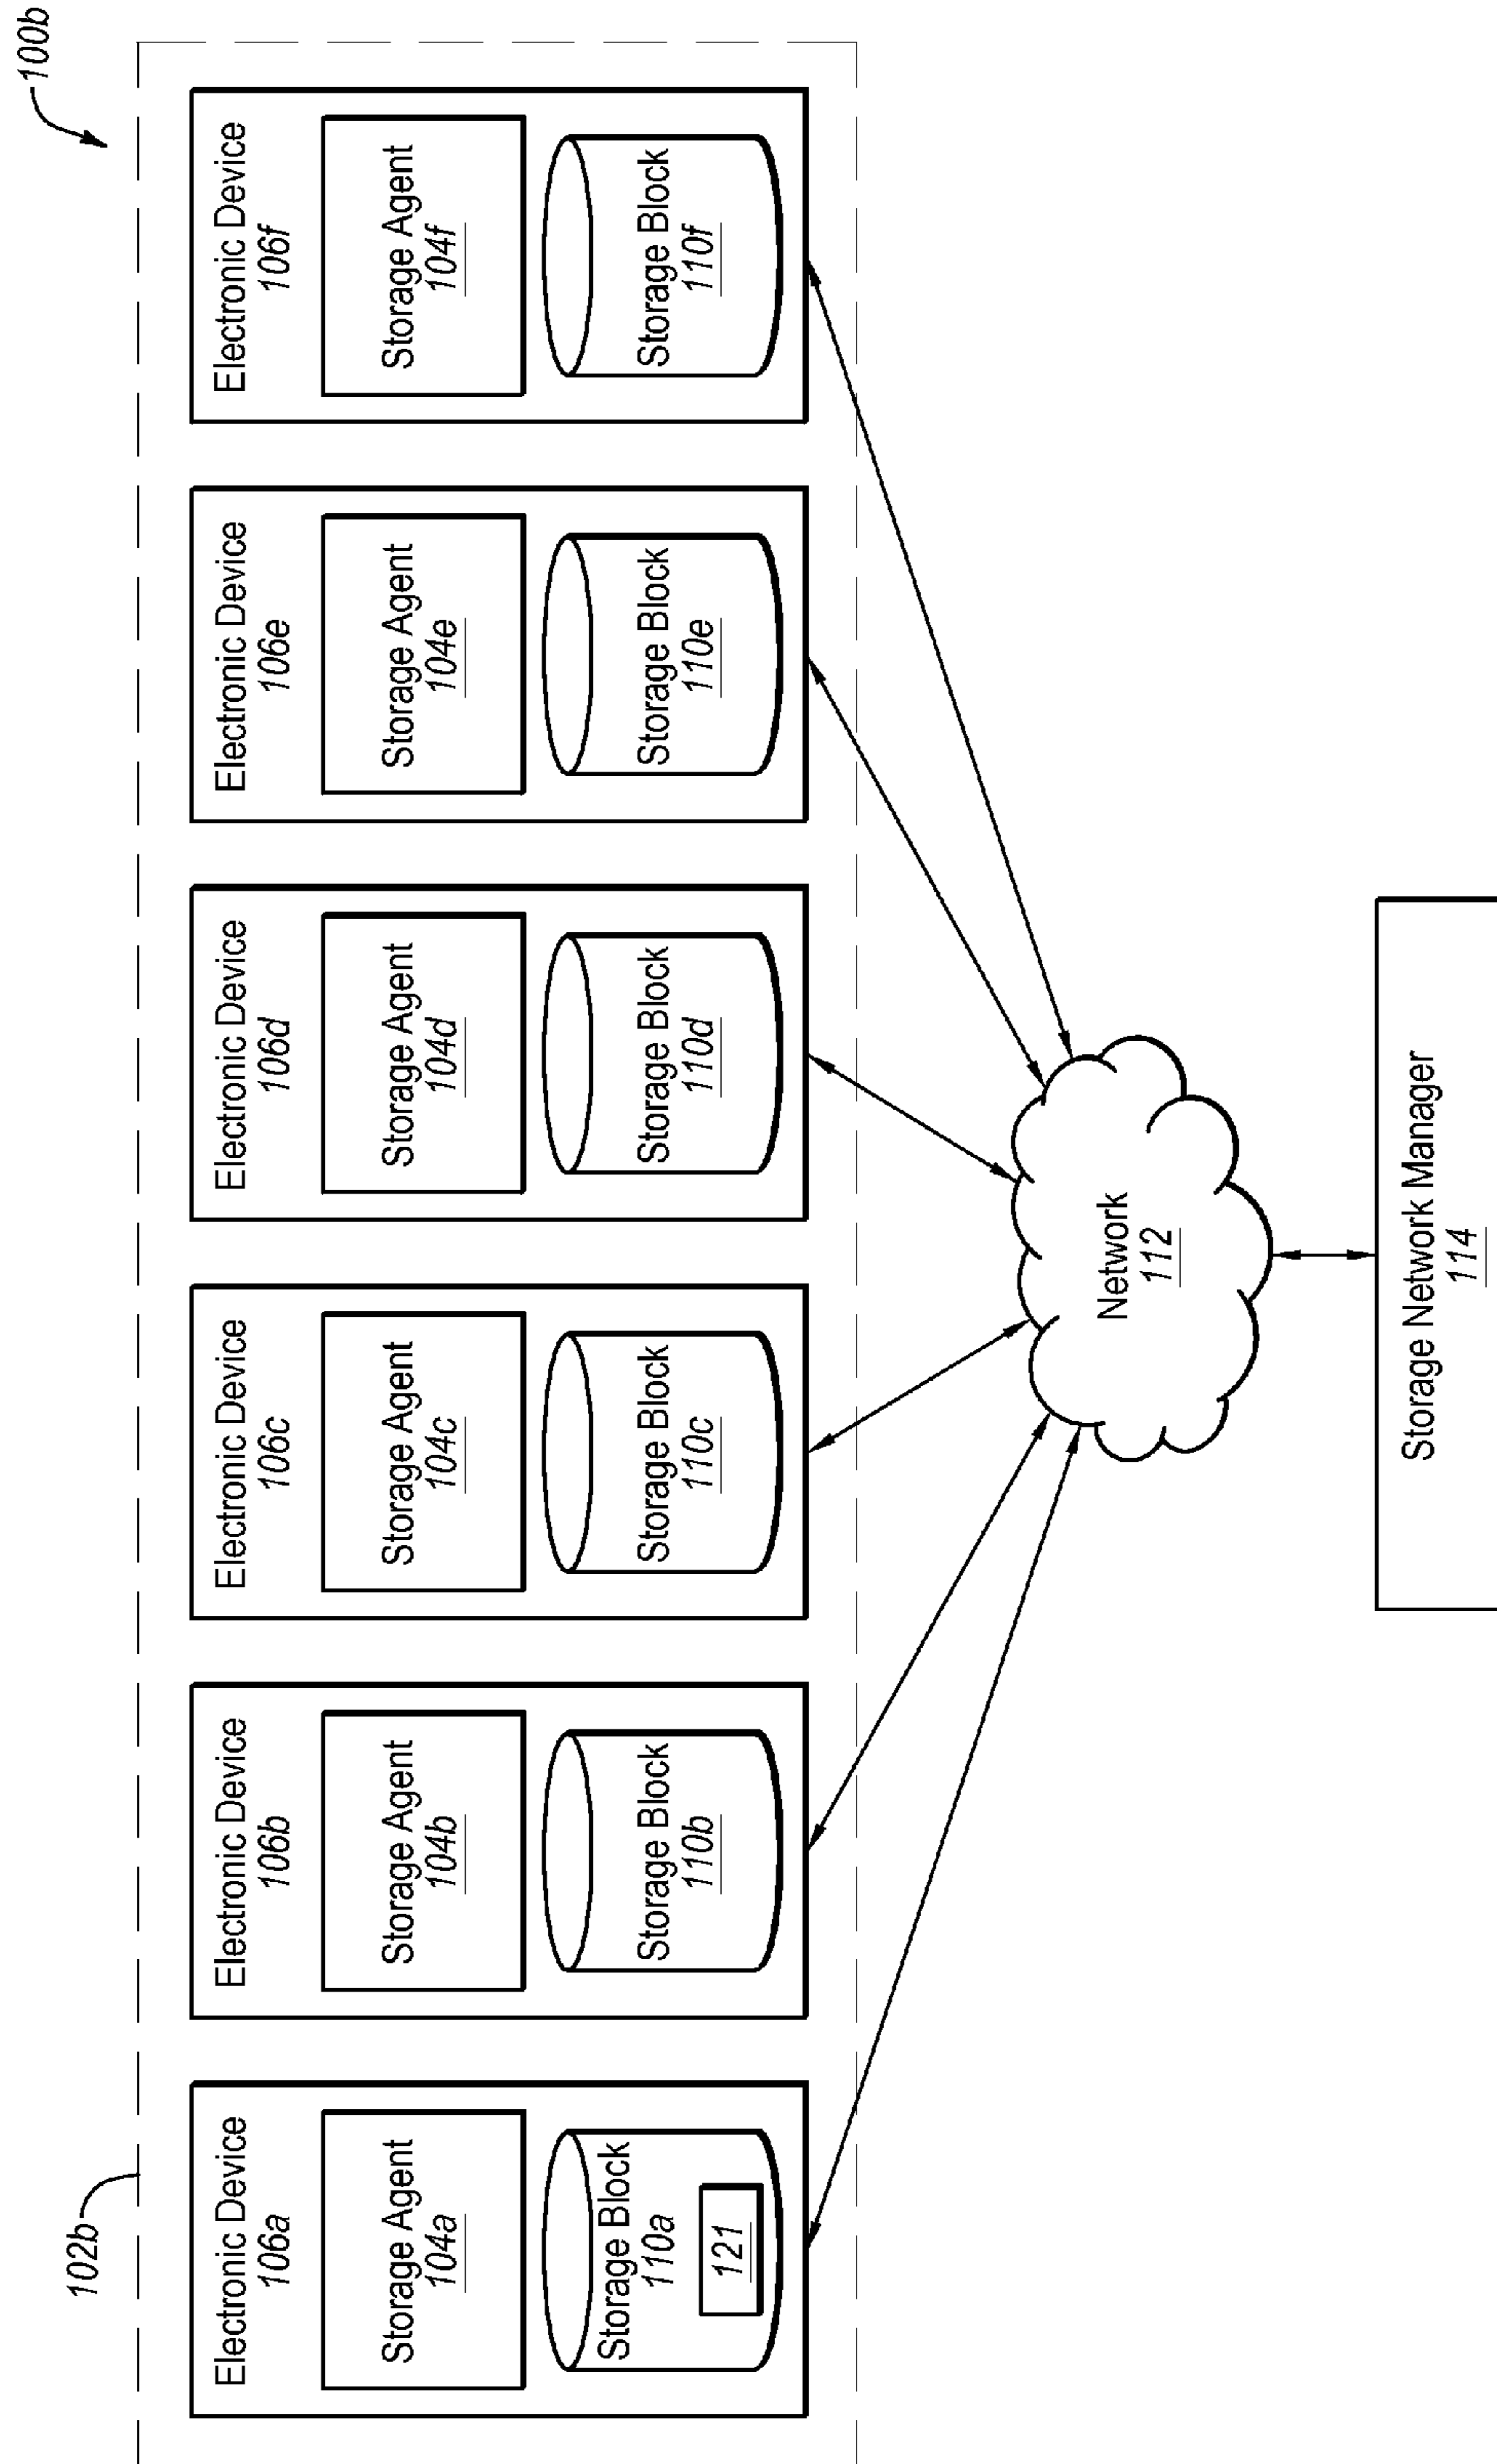 100b
102b
Electronic Device
106a
Storage Agent
104a
Storage Block
110a
121
Electronic Device
106b
Storage Agent
104b
Storage Block
110b
Electronic Device
106c
Storage Agent
104c
Storage Block
110c
Electronic Device
106d
Storage Agent
104d
Storage Block
110d
Electronic Device
106e
Storage Agent
104e
Storage Block
110e
Electronic Device
106f
Storage Agent
104f
Storage Block
110f
Network
112
Storage Network Manager
114